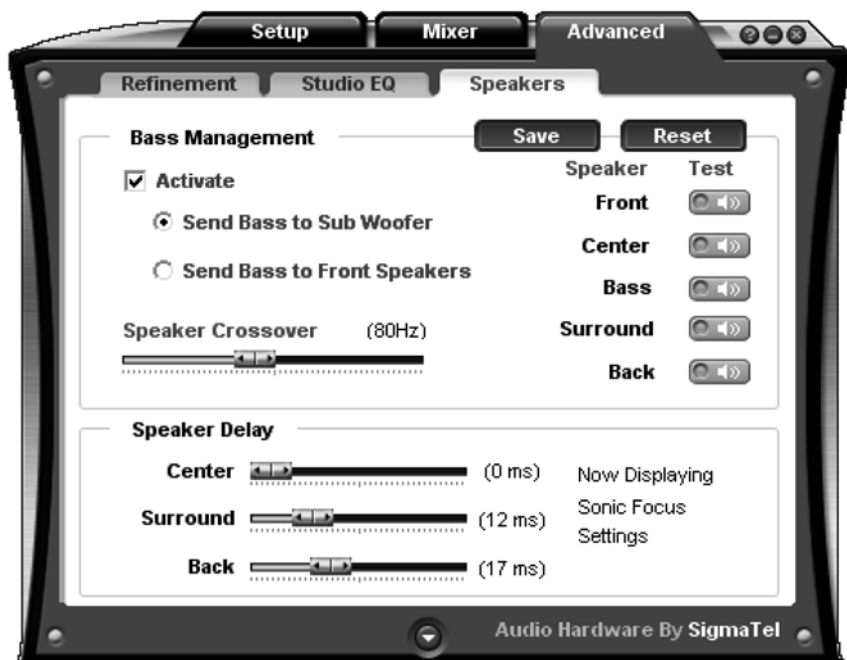 Setup Mixer Advanced
Refinement Studio EQ Speakers
Bass Management Save Reset
Activate
Send Bass to Sub Woofer
Send Bass to Front Speakers
Speaker Crossover (80Hz)
Speaker Test
Front
Center
Bass
Surround
Back
Speaker Delay
Center (0 ms)
Surround (12 ms)
Back (17 ms)
Now Displaying
Sonic Focus
Settings
Audio Hardware By SigmaTel